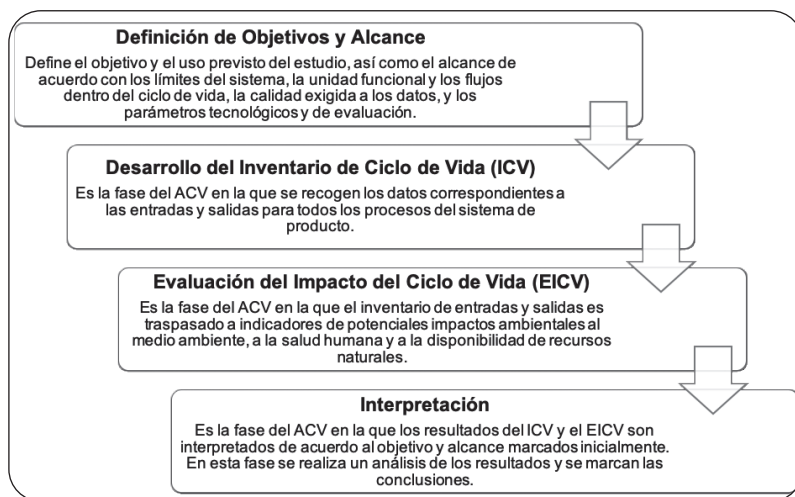 Definición de Objetivos y Alcance
Define el objetivo y el uso previsto del estudio, así como el alcance de
acuerdo con los límites del sistema, la unidad funcional y los flujos
dentro del ciclo de vida, la calidad exigida a los datos, y los
parámetros tecnológicos y de evaluación.
Desarrollo del Inventario de Ciclo de Vida (ICV)
Es la fase del ACV en la que se recogen los datos correspondientes a
las entradas y salidas para todos los procesos del sistema de
producto.
Evaluación del Impacto del Ciclo de Vida (EICV)
Es la fase del ACV en la que el inventario de entradas y salidas es
traspasado a indicadores de potenciales impactos ambientales al
medio ambiente, a la salud humana y a la disponibilidad de recursos
naturales.
Interpretación
Es la fase del ACV en la que los resultados del ICV y el EICV son
interpretados de acuerdo al objetivo y alcance marcados inicialmente.
En esta fase se realiza un análisis de los resultados y se marcan las
conclusiones.